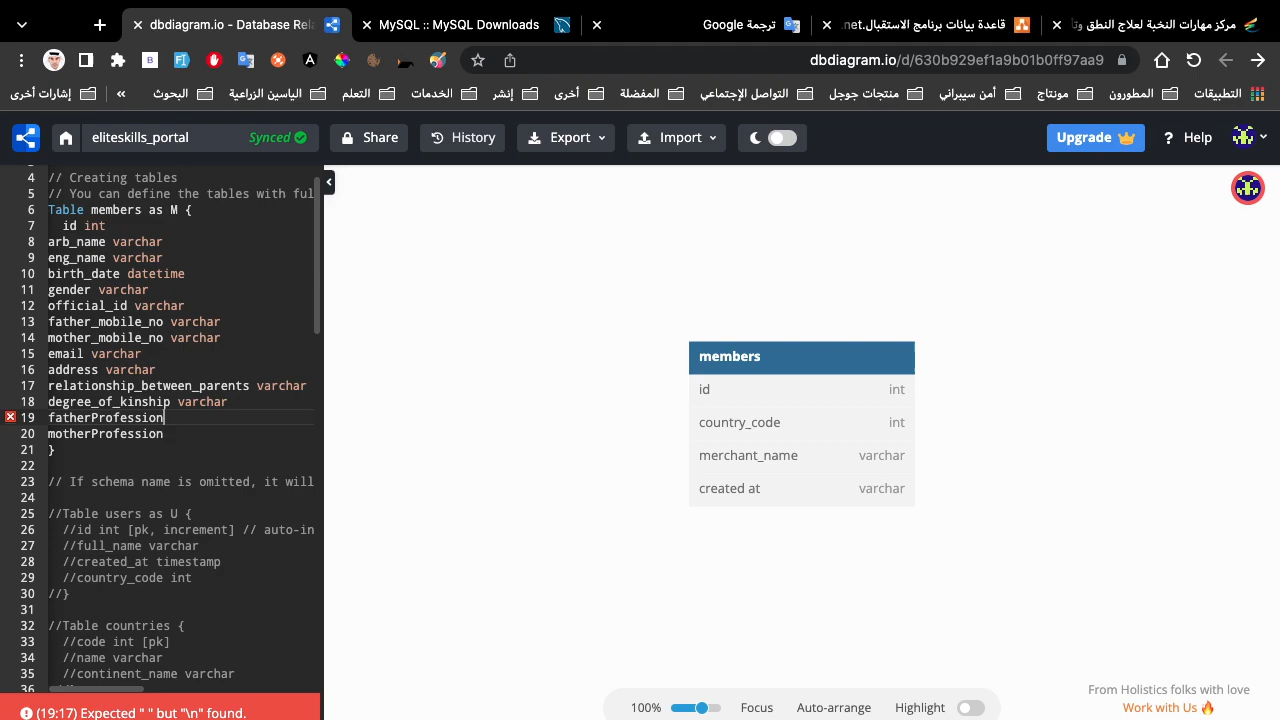 dbdiagram.io - Database Rela
MySQL :: MySQL Downloads
ترجمة Google
قاعدة بيانات برنامج الاستقبال.net
مركز مهارات النخبة لعلاج النطق وتأ
dbdiagram.io/d/630b929ef1a9b01b0ff97aa9
إشارات أخرى
«
البحوث
الياسين الزراعية
التعلم
الخدمات
إنشر
أخرى
المفضلة
التواصل الإجتماعي
منتجات جوجل
أمن سيبراني
مونتاج
المطورون
التطبيقات
eliteskills_portal
Synced
Share
History
Export
Import
Upgrade
? Help
4 // Creating tables
5 // You can define the tables with ful
6 Table members as M {
7 id int
8 arb_name varchar
9 eng_name varchar
10 birth_date datetime
11 gender varchar
12 official_id varchar
13 father_mobile_no varchar
14 mother_mobile_no varchar
15 email varchar
16 address varchar
17 relationship_between_parents varchar
18 degree_of_kinship varchar
19 fatherProfession
20 motherProfession
21 }
22
23 // If schema name is omitted, it will
24
25 //Table users as U {
26 //id int [pk, increment] // auto-in
27 //full_name varchar
28 //created_at timestamp
29 //country_code int
30 //}
31
32 //Table countries {
33 //code int [pk]
34 //name varchar
35 //continent_name varchar
36
(19:17) Expected " " but "\n" found.
members
id int
country_code int
merchant_name varchar
created at varchar
100%
Focus
Auto-arrange
Highlight
From Holistics folks with love
Work with Us